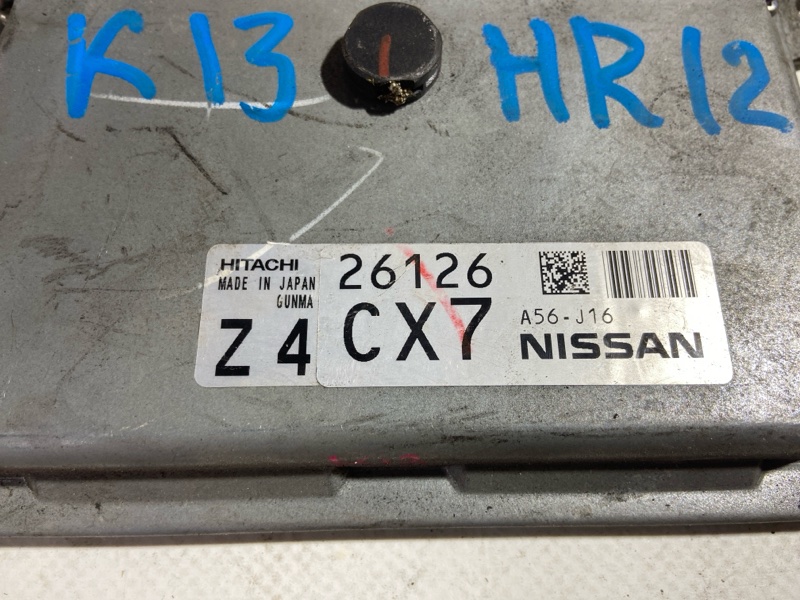 K13 HR12
HITACHI
MADE IN JAPAN
GUNMA
Z4
26126
CX7
A56-J16
NISSAN